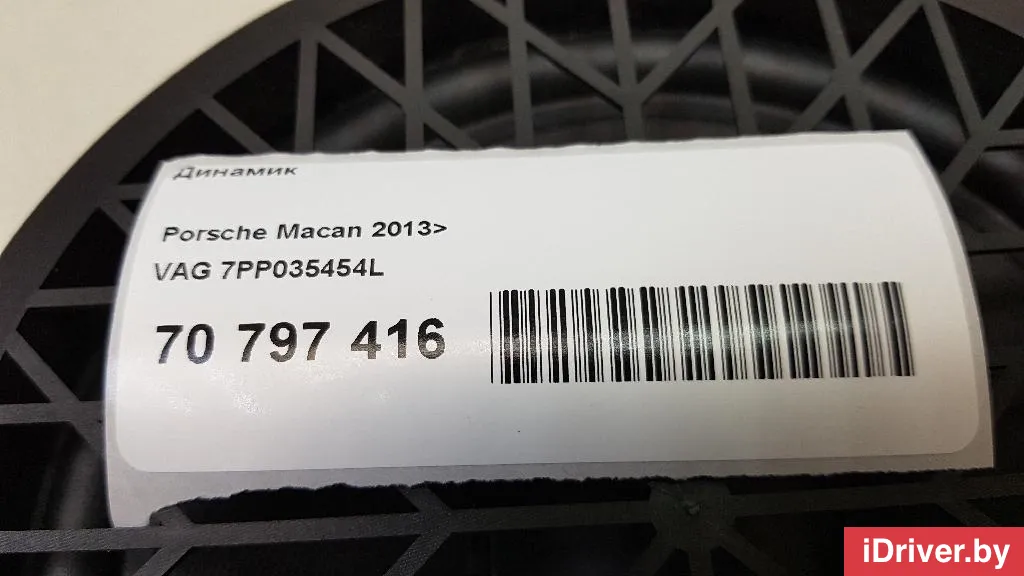 Динамик
Porsche Macan 2013>
VAG 7PP035454L
70 797 416
iDriver.by